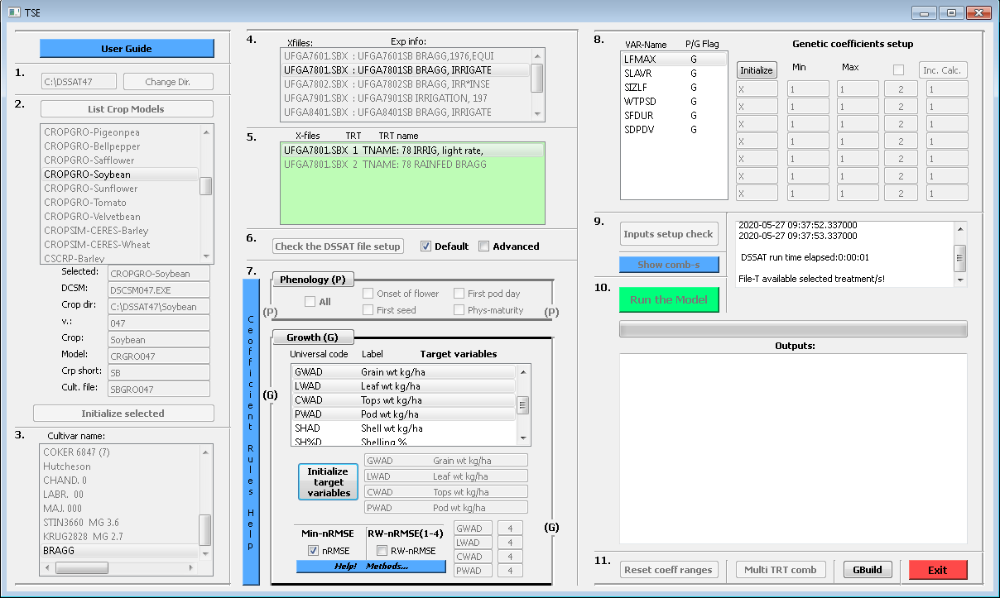 TSE
User Guide
1.
C:\DSSAT47
Change Dir.
2.
List Crop Models
CROPGRO-Pigeonpea
CROPGRO-Bellpepper
CROPGRO-Safflower
CROPGRO-Soybean
CROPGRO-Sunflower
CROPGRO-Tomato
CROPGRO-Velvetbean
CROPSIM-CERES-Barley
CROPSIM-CERES-Wheat
CSCRP-Barley
Selected: CROPGRO-Soybean
DCSM: DSCSM047.EXE
Crop dir: C:\DSSAT47\Soybean
v.: 047
Crop: Soybean
Model: CRGRO047
Crp short: SB
Cult. file: SBGRO047
Initialize selected
3.
Cultivar name:
COKER 6847 (7)
Hutcheson
CHAND. 0
LABR. 00
MAJ. 000
STIN3660 MG 3.6
KRUG2828 MG 2.7
BRAGG
4.
Xfiiles: Exp info:
UFGA7601.SBX : UFGA7601SB BRAGG,1976,EQUI
UFGA7801.SBX : UFGA7801SB BRAGG, IRRIGATE
UFGA7802.SBX : UFGA7802SB BRAGG, IRR*INSE
UFGA7901.SBX : UFGA7901SB IRRIGATION, 197
UFGA8401.SBX : UFGA8401SB BRAGG, IRRIGATE
5.
X-files TRT TRT name
UFGA7801.SBX 1 TNAME: 78 IRRIG, light rate,
UFGA7801.SBX 2 TNAME: 78 RAINFED BRAGG
6.
Check the DSSAT file setup
Default
Advanced
7.
Ceofficient Rules Help
Phenology (P)
All
Onset of flower
First pod day
First seed
Phys-maturity
(P)
(P)
Growth (G)
Universal code Label Target variables
GWAD Grain wt kg/ha
LWAD Leaf wt kg/ha
CWAD Tops wt kg/ha
PWAD Pod wt kg/ha
SHAD Shell wt kg/ha
SH%D Shelling %
(G)
Initialize
target
variables
GWAD Grain wt kg/ha
LWAD Leaf wt kg/ha
CWAD Tops wt kg/ha
PWAD Pod wt kg/ha
Min-nRMSE RW-nRMSE(1-4)
nRMSE
RW-nRMSE
Help! Methods...
GWAD 4
LWAD 4
CWAD 4
PWAD 4
(G)
8.
VAR-Name P/G Flag
LFMAX G
SLAVR G
SIZLF G
WTPSD G
SFDUR G
SDPDV G
Genetic coefficients setup
Initialize
Min
Max
Inc. Calc.
X 1 1 2 1
X 1 1 2 1
X 1 1 2 1
X 1 1 2 1
X 1 1 2 1
X 1 1 2 1
X 1 1 2 1
9.
Inputs setup check
Show comb-s
2020-05-27 09:37:52.337000
2020-05-27 09:37:53.337000
DSSAT run time elapsed:0:00:01
File-T available selected treatment/s!
10.
Run the Model
Outputs:
11.
Reset coeff ranges
Multi TRT comb
GBuild
Exit